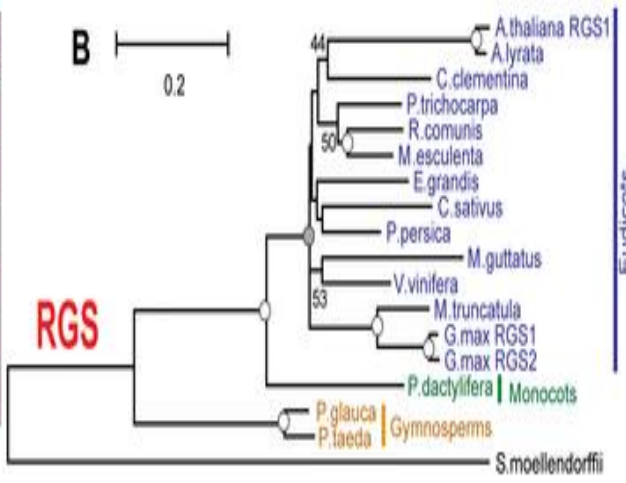 B
0.2
44
A.thaliana RGS1
A.lyrata
C.clementina
P.trichocarpa
R.comunis
50
M.esculenta
E.grandis
C.sativus
P.persica
M.guttatus
V.vinifera
53
M.truncatula
G.max RGS1
G.max RGS2
Eudicots
RGS
P.dactylifera
Monocots
P.glauca
P.taeda
Gymnosperms
S.moellendorffii